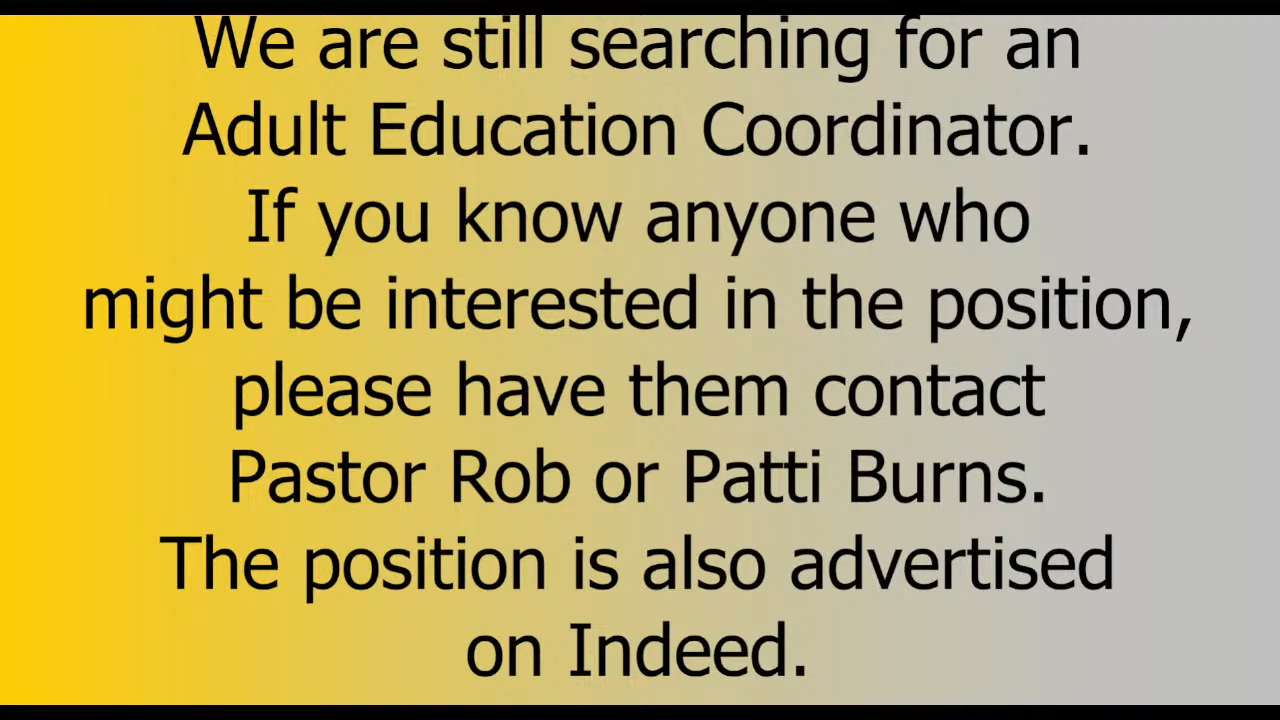 We are still searching for an
Adult Education Coordinator.
If you know anyone who
might be interested in the position,
please have them contact
Pastor Rob or Patti Burns.
The position is also advertised
on Indeed.